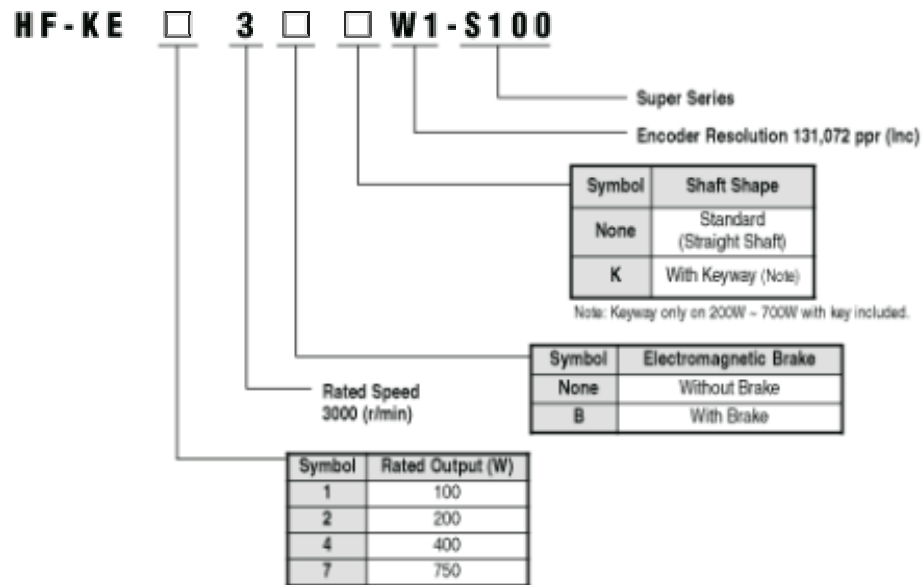 HF-KE □ 3 □ □ W1-S100
Super Series
Encoder Resolution 131,072 ppr (Inc)
Symbol Shaft Shape
None Standard
(Straight Shaft)
K With Keyway (Note)
Note: Keyway only on 200W ~ 700W with key included.
Symbol Electromagnetic Brake
None Without Brake
B With Brake
Rated Speed
3000 (r/min)
Symbol Rated Output (W)
1 100
2 200
4 400
7 750